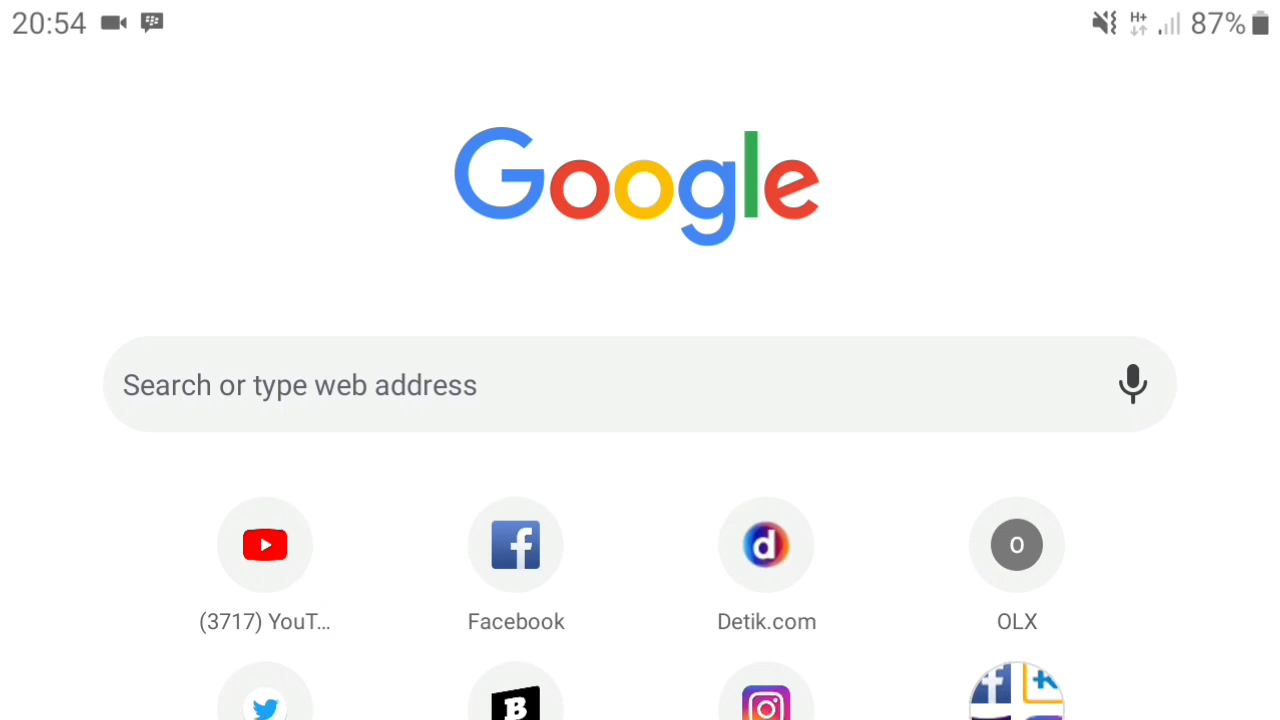 20:54 H+ 87%
Google
Search or type web address
(3717) YouT...
Facebook
d
Detik.com
O
OLX
B